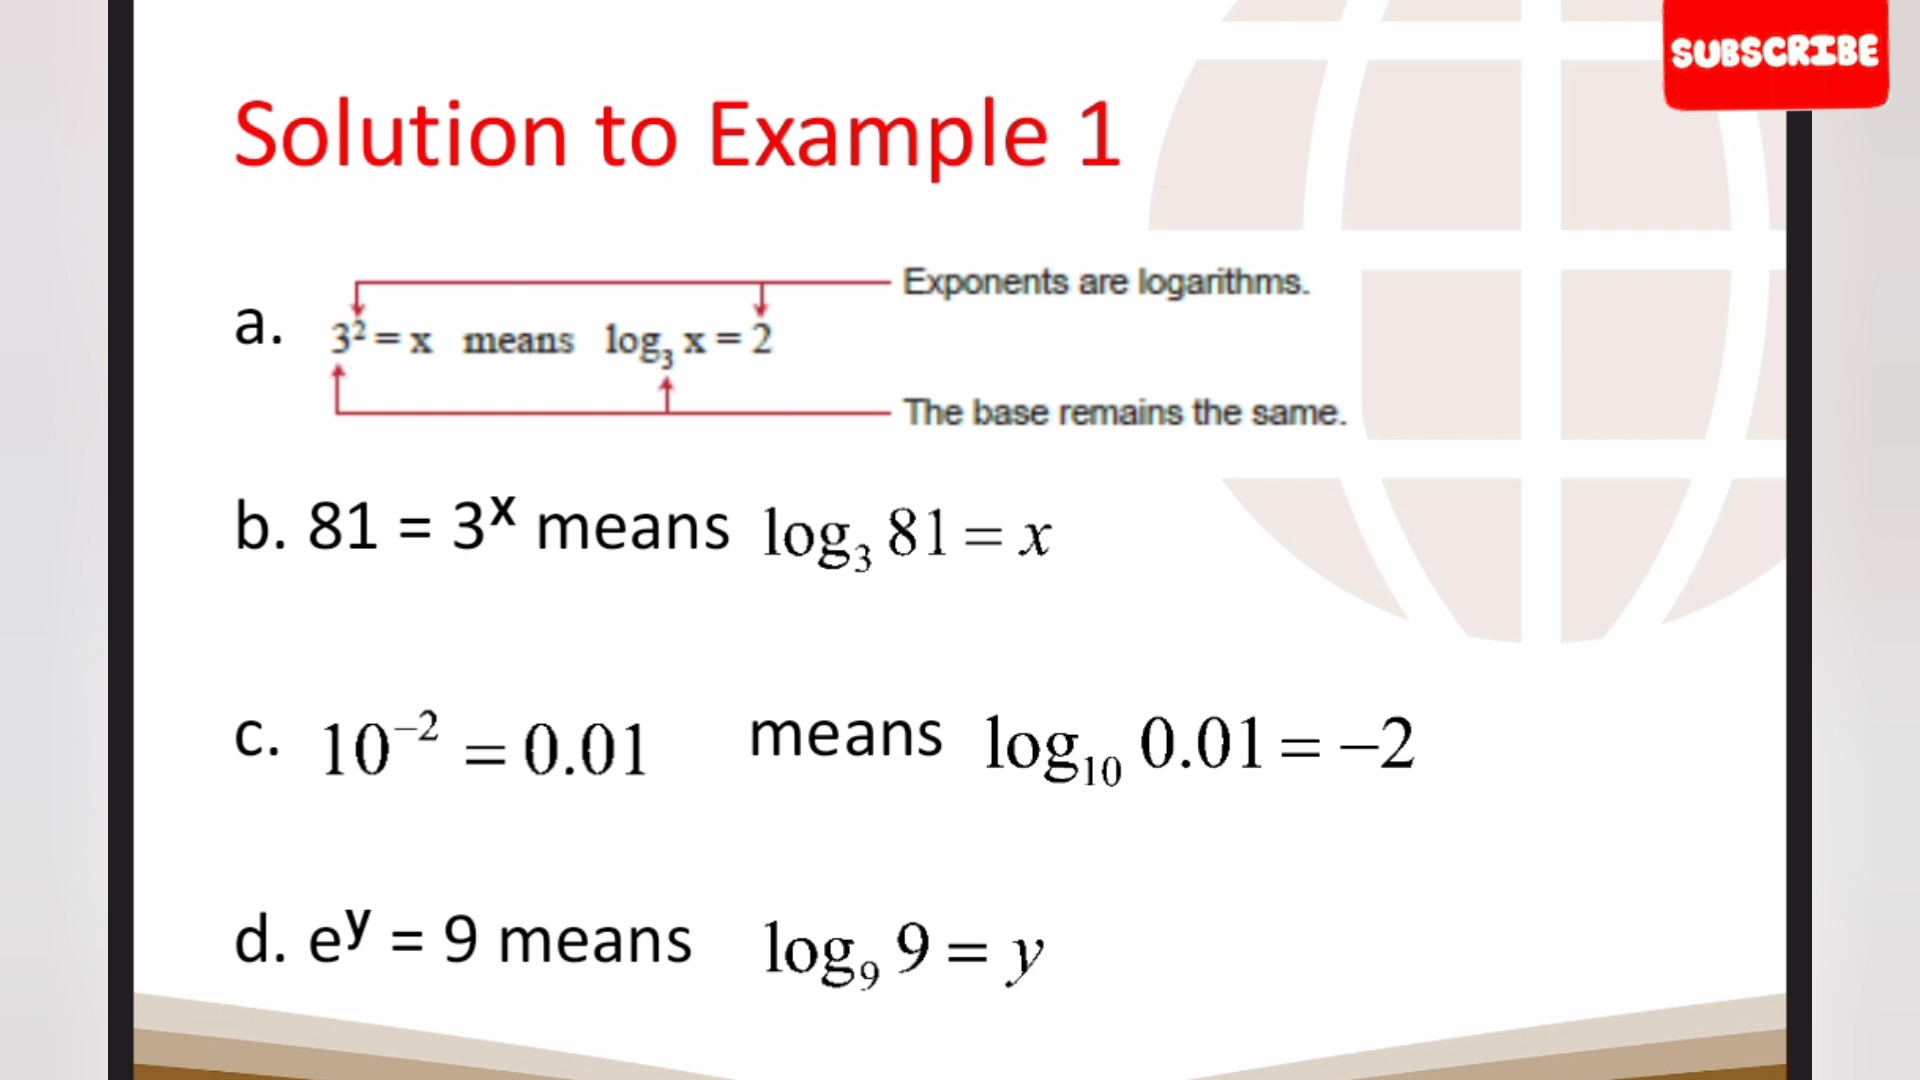 SUBSCRIBE
Solution to Example 1
Exponents are logarithms.
a. 3² = x means log₃ x = 2
The base remains the same.
b. 81 = 3ˣ means log₃ 81 = x
c. 10⁻² = 0.01 means log₁₀ 0.01 = −2
d. eʸ = 9 means log₉ 9 = y